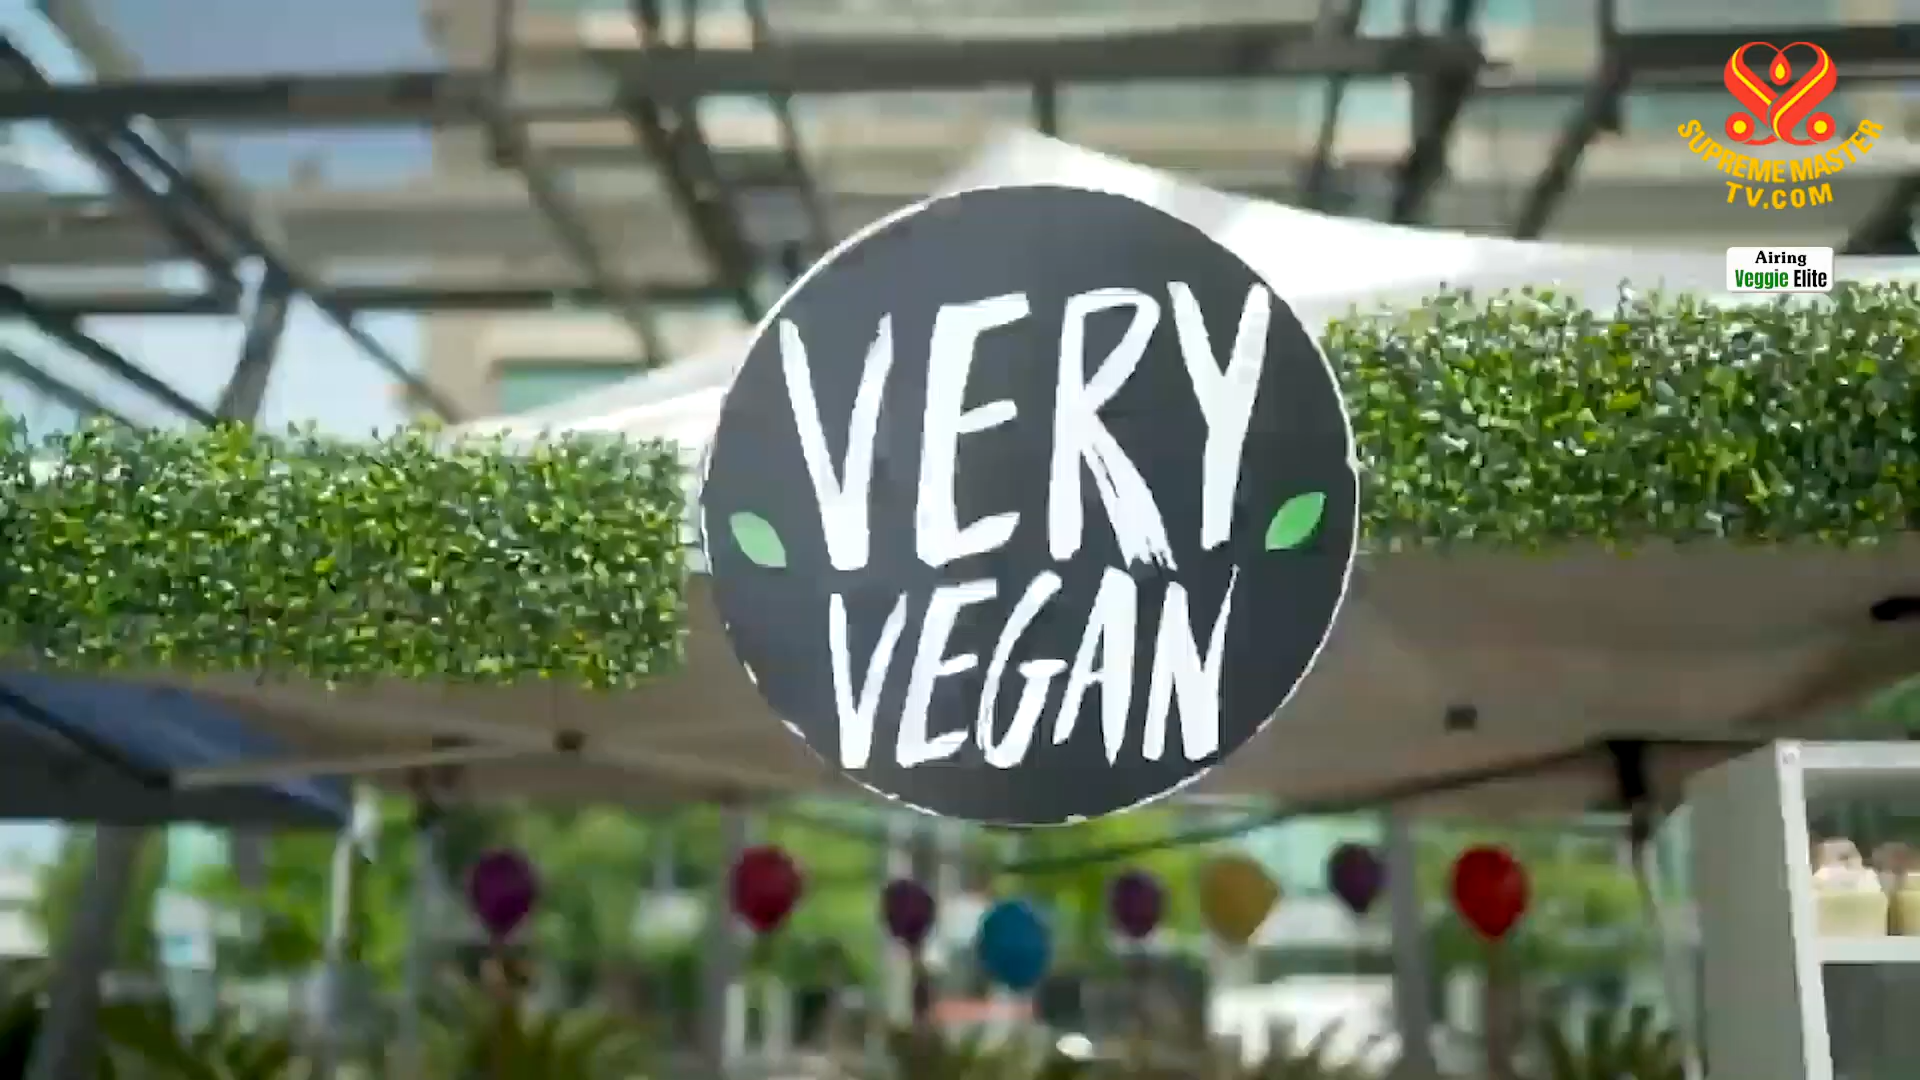 SUPREME MASTER
TV.COM
Airing
Veggie Elite
VERY
VEGAN